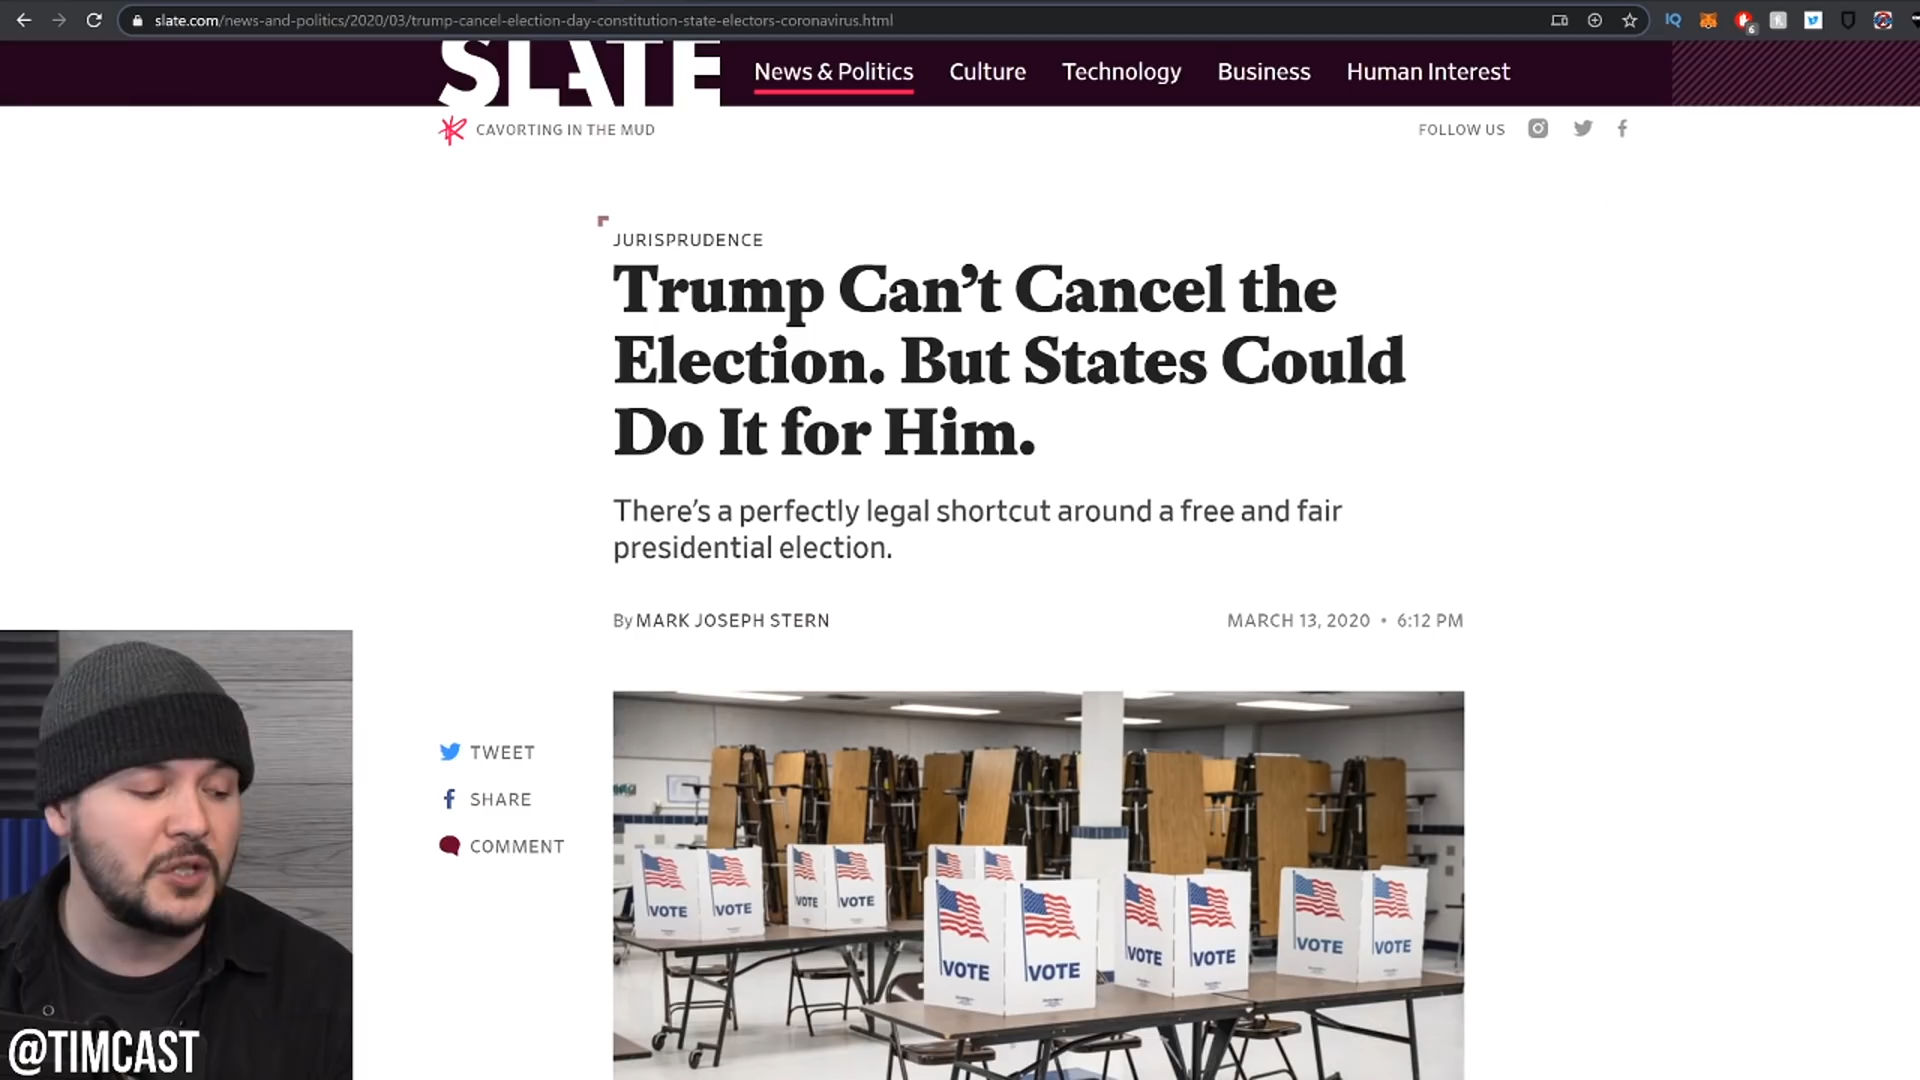 slate.com/news-and-politics/2020/03/trump-cancel-election-day-constitution-state-electors-coronavirus.html
IQ
6
SLATE
News & Politics Culture Technology Business Human Interest
CAVORTING IN THE MUD
FOLLOW US
JURISPRUDENCE
Trump Can’t Cancel the
Election. But States Could
Do It for Him.
There’s a perfectly legal shortcut around a free and fair
presidential election.
By MARK JOSEPH STERN
MARCH 13, 2020 • 6:12 PM
TWEET
SHARE
COMMENT
VOTE VOTE VOTE VOTE
VOTE VOTE VOTE VOTE VOTE VOTE
@TIMCAST